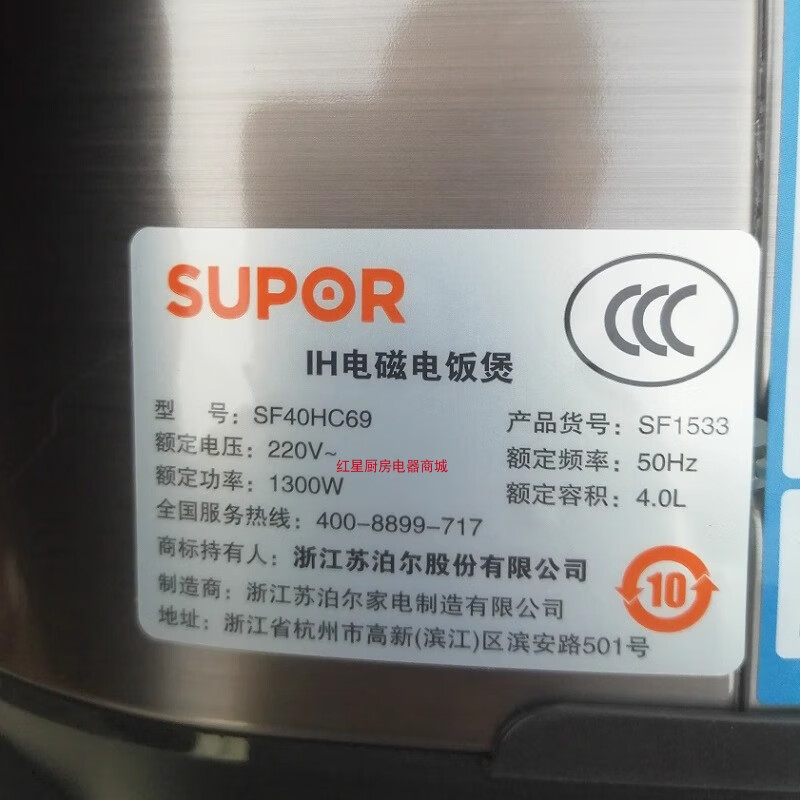 SUPOR
CCC
IH电磁电饭煲
型 号：SF40HC69 产品货号：SF1533
额定电压：220V~ 额定频率：50Hz
红星厨房电器商城
额定功率：1300W 额定容积：4.0L
全国服务热线：400-8899-717
商标持有人：浙江苏泊尔股份有限公司
10
制造商：浙江苏泊尔家电制造有限公司
地址：浙江省杭州市高新(滨江)区滨安路501号